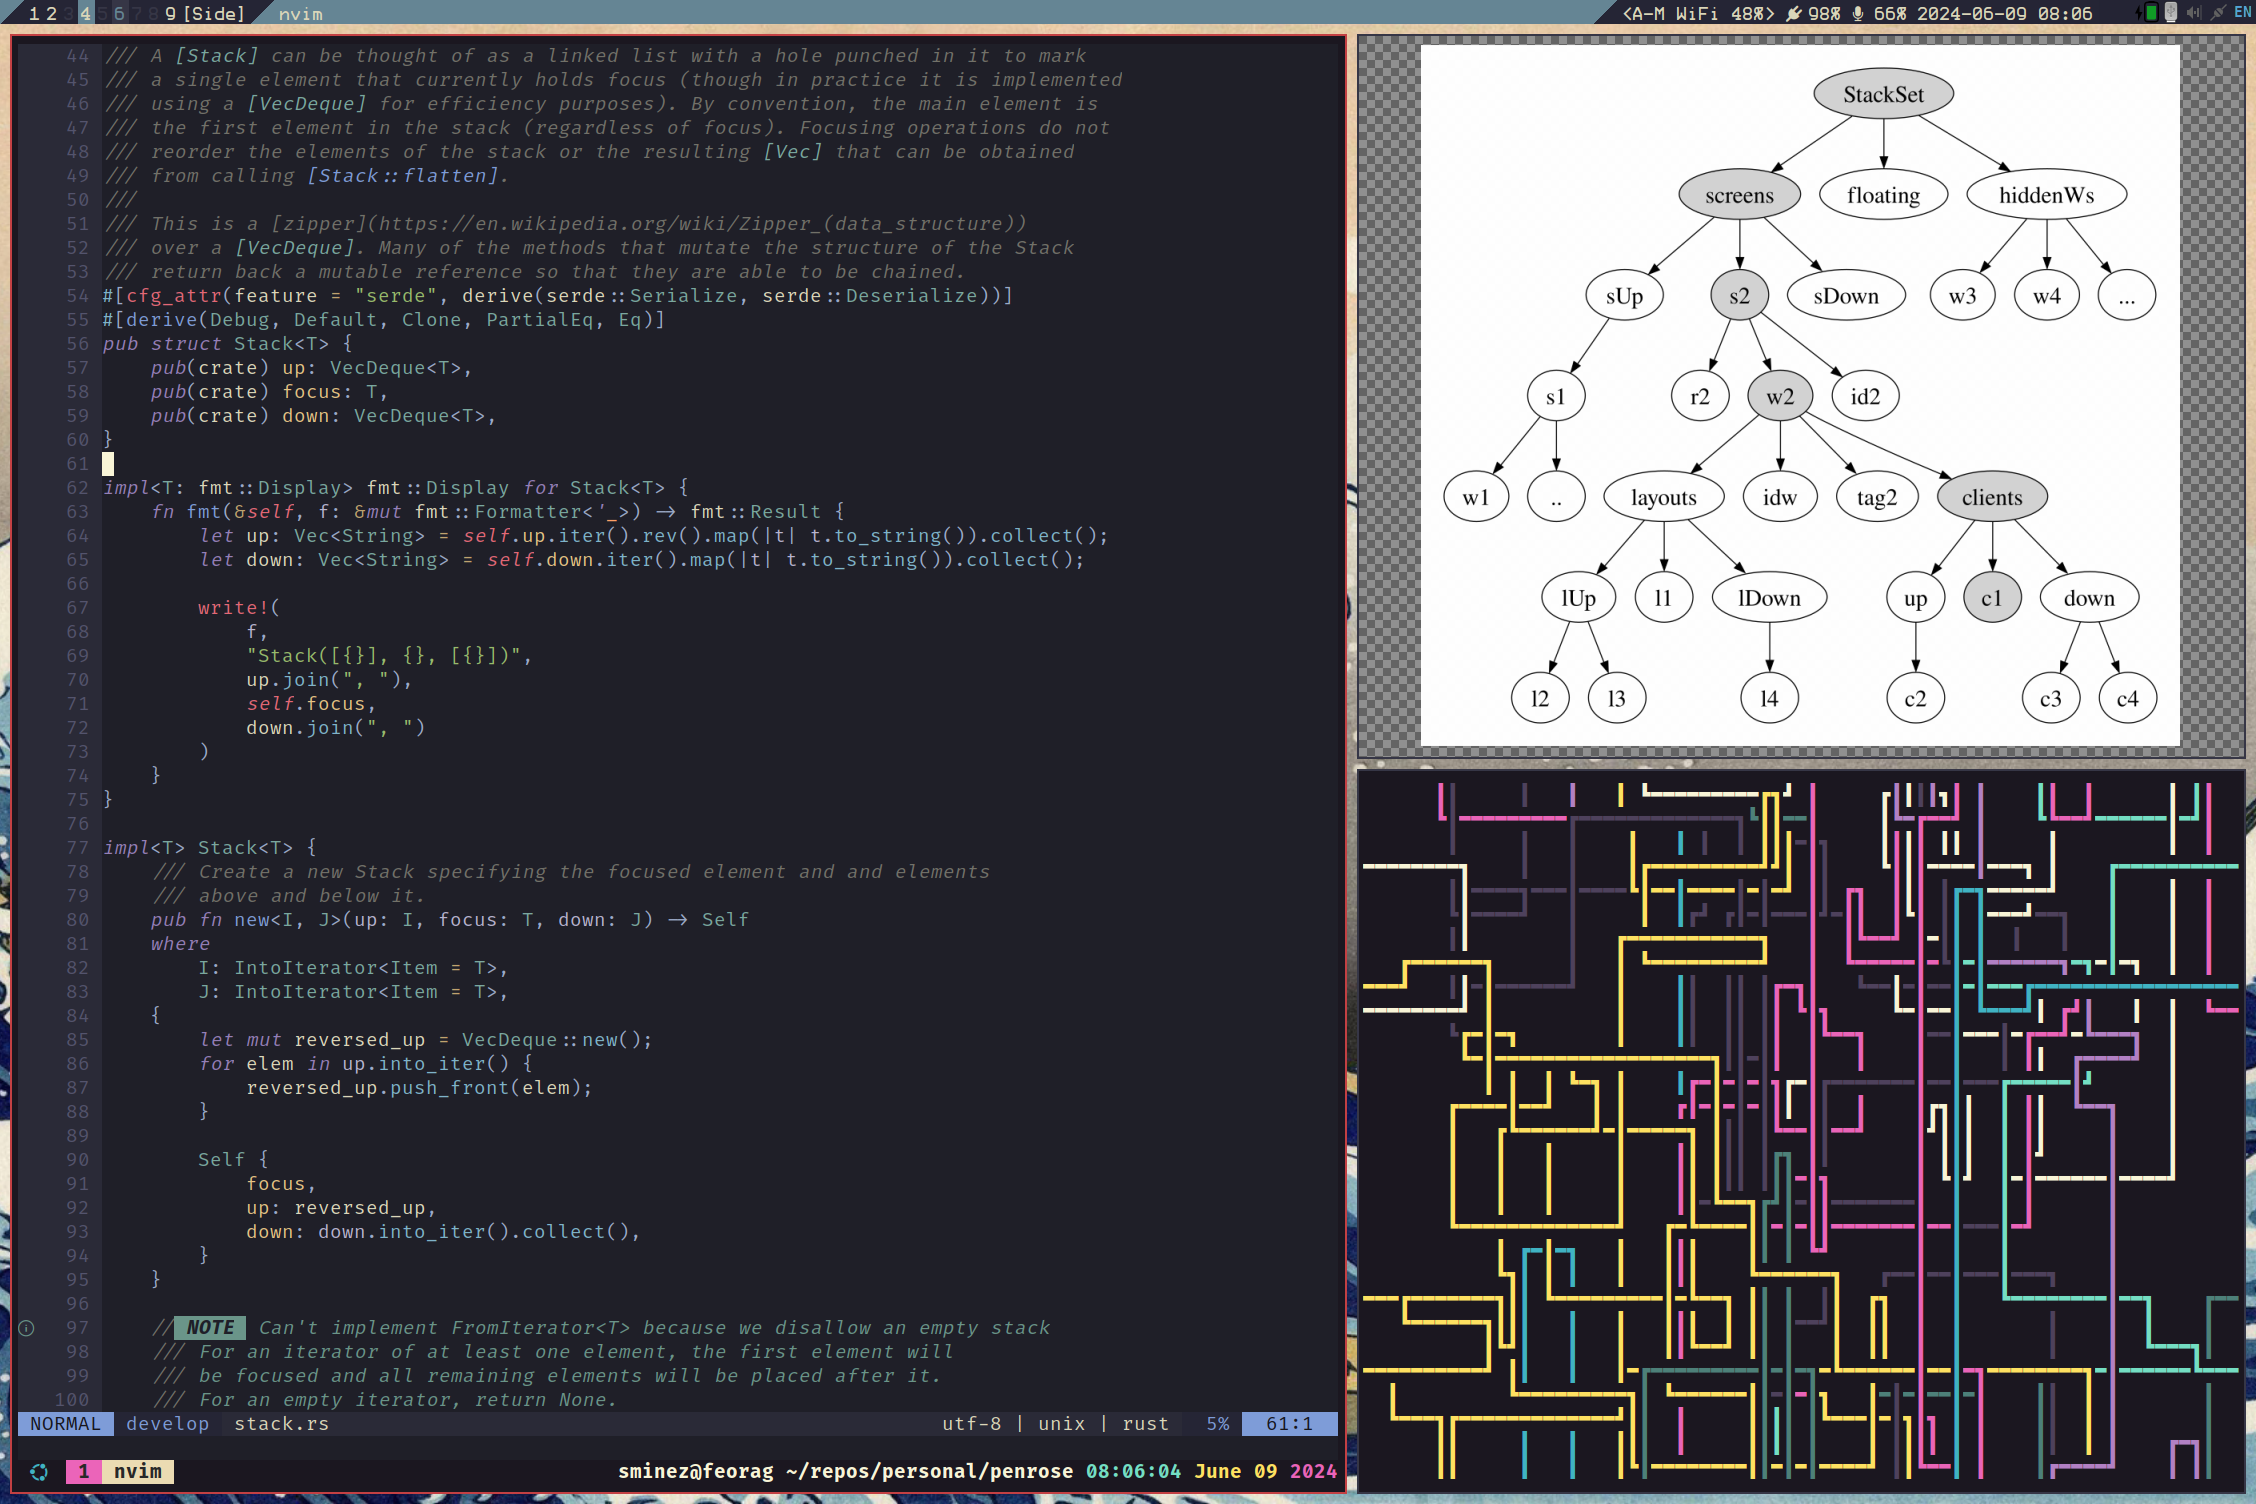 1 2 3 4 5 6 7 8 9 [Side] nvim
<A-M WiFi 48%> 98% 66% 2024-06-09 08:06 EN
44 /// A [Stack] can be thought of as a linked list with a hole punched in it to mark
45 /// a single element that currently holds focus (though in practice it is implemented
46 /// using a [VecDeque] for efficiency purposes). By convention, the main element is
47 /// the first element in the stack (regardless of focus). Focusing operations do not
48 /// reorder the elements of the stack or the resulting [Vec] that can be obtained
49 /// from calling [Stack::flatten].
50 ///
51 /// This is a [zipper](https://en.wikipedia.org/wiki/Zipper_(data_structure))
52 /// over a [VecDeque]. Many of the methods that mutate the structure of the Stack
53 /// return back a mutable reference so that they are able to be chained.
54 #[cfg_attr(feature = "serde", derive(serde::Serialize, serde::Deserialize))]
55 #[derive(Debug, Default, Clone, PartialEq, Eq)]
56 pub struct Stack<T> {
57     pub(crate) up: VecDeque<T>,
58     pub(crate) focus: T,
59     pub(crate) down: VecDeque<T>,
60 }
61
62 impl<T: fmt::Display> fmt::Display for Stack<T> {
63     fn fmt(&self, f: &mut fmt::Formatter<'_>) -> fmt::Result {
64         let up: Vec<String> = self.up.iter().rev().map(|t| t.to_string()).collect();
65         let down: Vec<String> = self.down.iter().map(|t| t.to_string()).collect();
66
67         write!(
68             f,
69             "Stack([{}], {}, [{}])",
70             up.join(", "),
71             self.focus,
72             down.join(", ")
73         )
74     }
75 }
76
77 impl<T> Stack<T> {
78     /// Create a new Stack specifying the focused element and and elements
79     /// above and below it.
80     pub fn new<I, J>(up: I, focus: T, down: J) -> Self
81     where
82         I: IntoIterator<Item = T>,
83         J: IntoIterator<Item = T>,
84     {
85         let mut reversed_up = VecDeque::new();
86         for elem in up.into_iter() {
87             reversed_up.push_front(elem);
88         }
89
90         Self {
91             focus,
92             up: reversed_up,
93             down: down.into_iter().collect(),
94         }
95     }
96
97     // NOTE Can't implement FromIterator<T> because we disallow an empty stack
98     /// For an iterator of at least one element, the first element will
99     /// be focused and all remaining elements will be placed after it.
100     /// For an empty iterator, return None.
NORMAL develop stack.rs utf-8 | unix | rust 5% 61:1
1 nvim sminez@feorag ~/repos/personal/penrose 08:06:04 June 09 2024
StackSet
screens floating hiddenWs
sUp s2 sDown w3 w4 ...
s1 r2 w2 id2
w1 .. layouts idw tag2 clients
lUp l1 lDown up c1 down
l2 l3 l4 c2 c3 c4